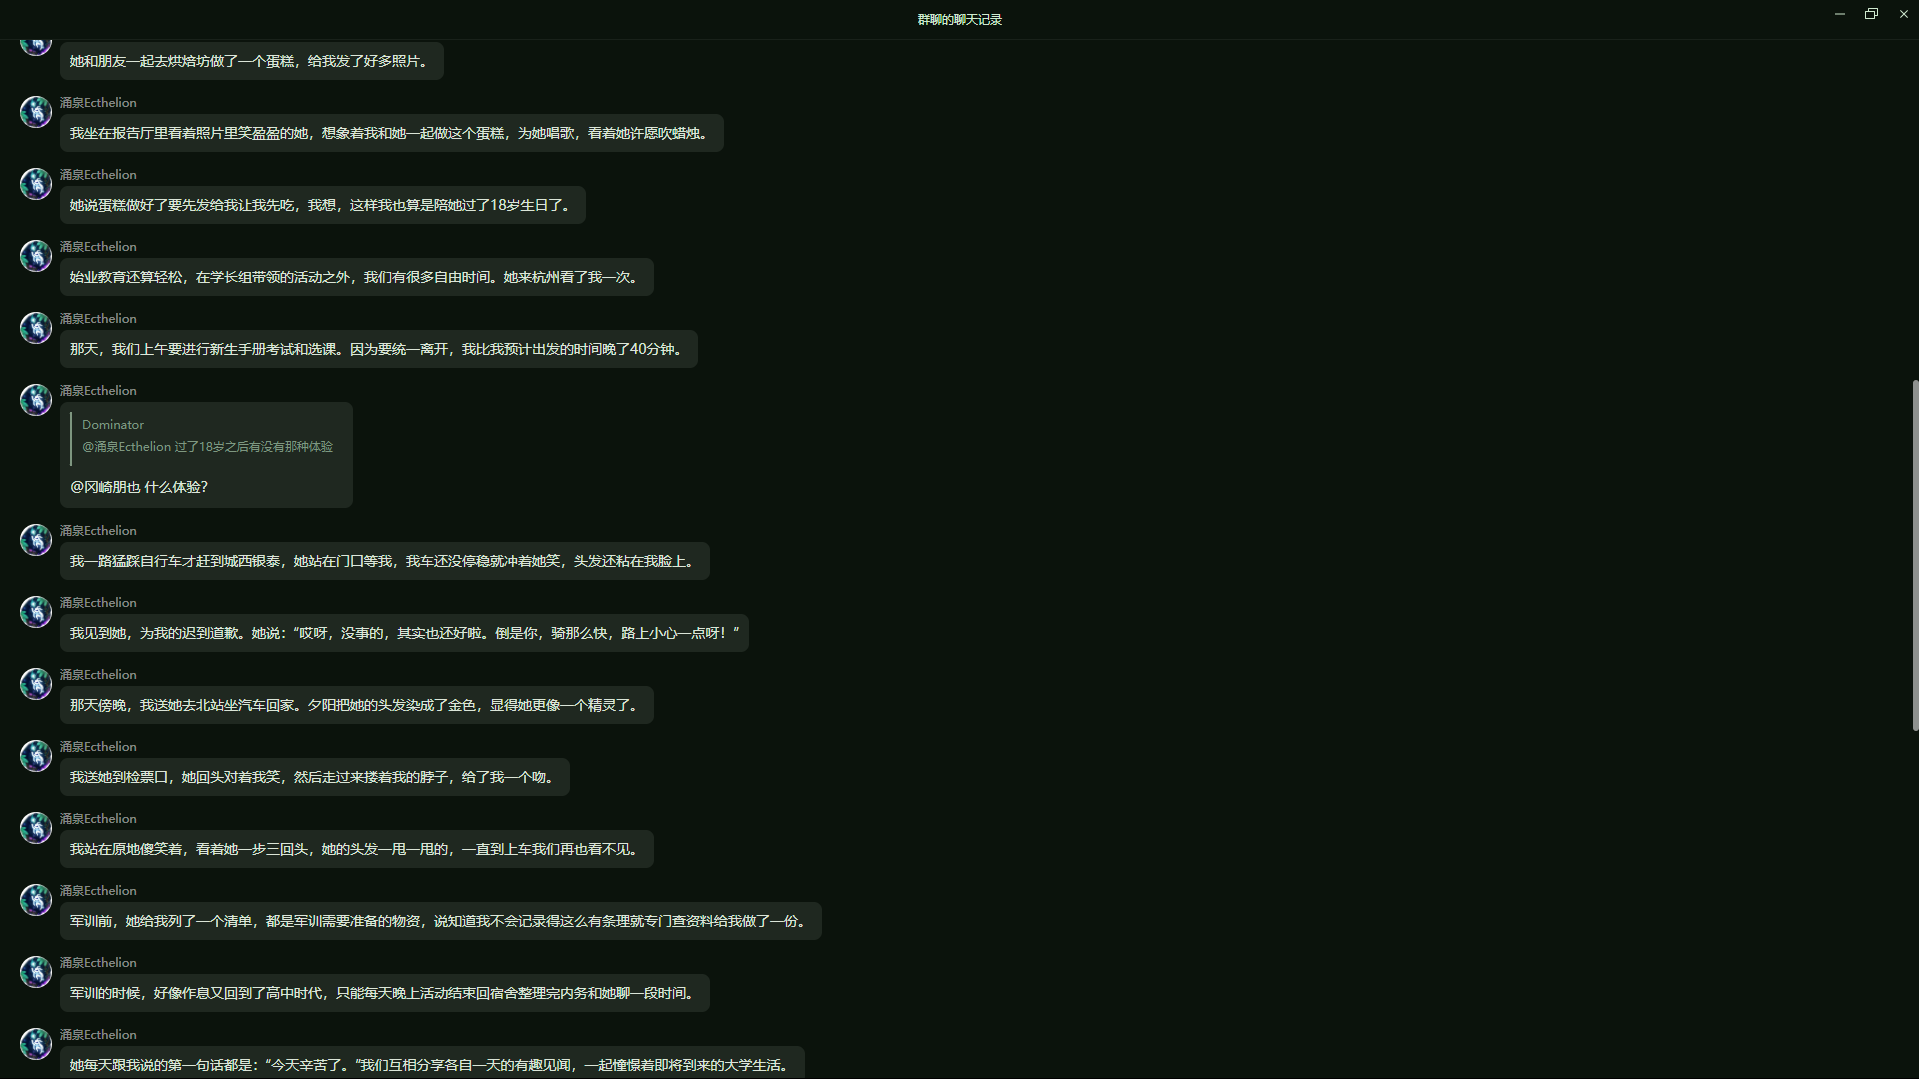 群聊的聊天记录
她和朋友一起去烘焙坊做了一个蛋糕，给我发了好多照片。
涌泉Ecthelion
我坐在报告厅里看着照片里笑盈盈的她，想象着我和她一起做这个蛋糕，为她唱歌，看着她许愿吹蜡烛。
涌泉Ecthelion
她说蛋糕做好了要先发给我让我先吃，我想，这样我也算是陪她过了18岁生日了。
涌泉Ecthelion
始业教育还算轻松，在学长组带领的活动之外，我们有很多自由时间。她来杭州看了我一次。
涌泉Ecthelion
那天，我们上午要进行新生手册考试和选课。因为要统一离开，我比我预计出发的时间晚了40分钟。
涌泉Ecthelion
Dominator
@涌泉Ecthelion 过了18岁之后有没有那种体验
@冈崎朋也 什么体验?
涌泉Ecthelion
我一路猛踩自行车才赶到城西银泰，她站在门口等我，我车还没停稳就冲着她笑，头发还粘在我脸上。
涌泉Ecthelion
我见到她，为我的迟到道歉。她说：“哎呀，没事的，其实也还好啦。倒是你，骑那么快，路上小心一点呀！”
涌泉Ecthelion
那天傍晚，我送她去北站坐汽车回家。夕阳把她的头发染成了金色，显得她更像一个精灵了。
涌泉Ecthelion
我送她到检票口，她回头对着我笑，然后走过来搂着我的脖子，给了我一个吻。
涌泉Ecthelion
我站在原地傻笑着，看着她一步三回头，她的头发一甩一甩的，一直到上车我们再也看不见。
涌泉Ecthelion
军训前，她给我列了一个清单，都是军训需要准备的物资，说知道我不会记录得这么有条理就专门查资料给我做了一份。
涌泉Ecthelion
军训的时候，好像作息又回到了高中时代，只能每天晚上活动结束回宿舍整理完内务和她聊一段时间。
涌泉Ecthelion
她每天跟我说的第一句话都是：“今天辛苦了。”我们互相分享各自一天的有趣见闻，一起憧憬着即将到来的大学生活。